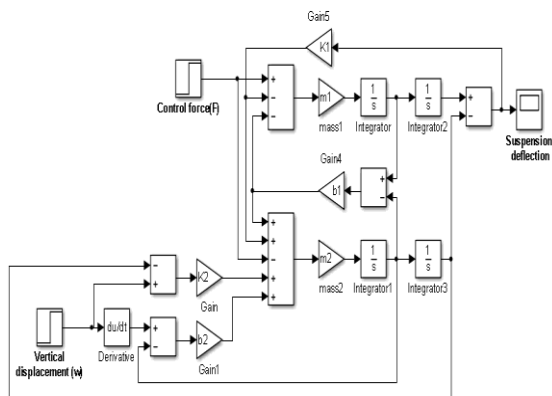 Gain5
K1
Control force(F)
+
−
−
m1
mass1
1
s
Integrator
1
s
Integrator2
+
−
Suspension
deflection
Gain4
b1
+
−
+
+
−
+
+
m2
mass2
1
s
Integrator1
1
s
Integrator3
−
+
K2
Gain
Vertical
displacement (w)
du/dt
Derivative
+
−
b2
Gain1